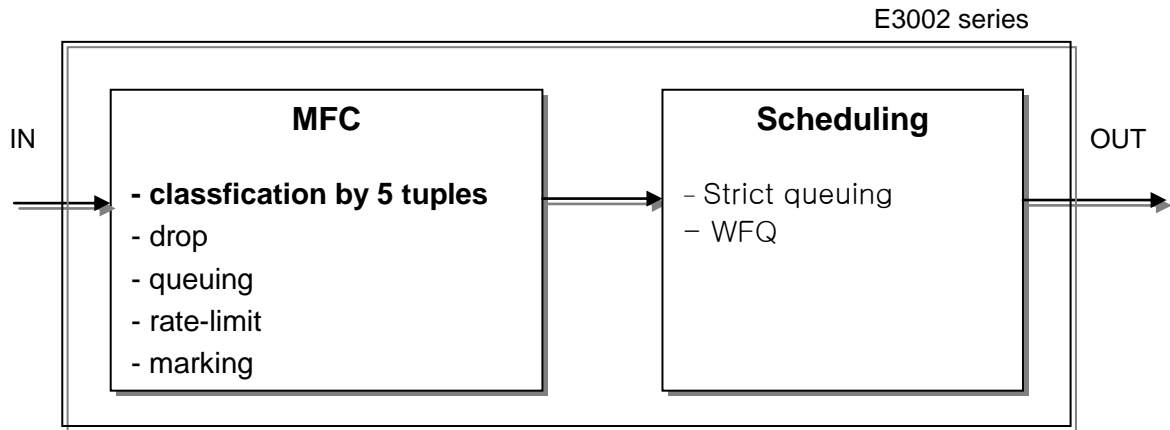 E3002 series
IN
MFC
- classfication by 5 tuples
- drop
- queuing
- rate-limit
- marking
Scheduling
- Strict queuing
- WFQ
OUT